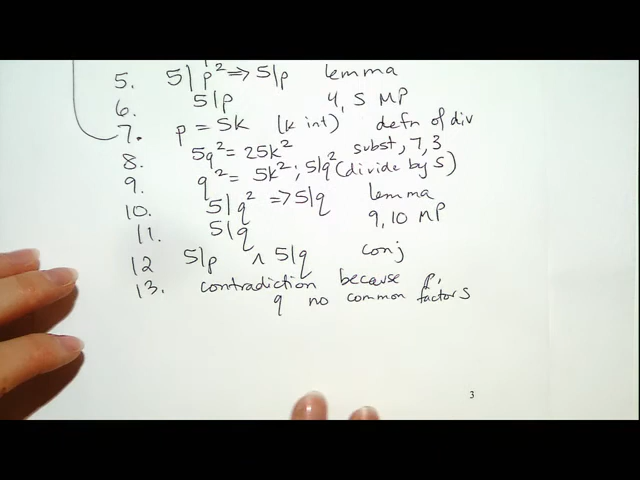 5. 5|p² => 5|p lemma
6. 5|p 4, 5 MP
7. p = 5k (k int) defn of div
8. 5q² = 25k² subst, 7, 3
9. q² = 5k²; 5|q² (divide by 5)
10. 5|q² => 5|q lemma
11. 5|q 9, 10 MP
12 5|p ∧ 5|q conj
13. contradiction because p,
q no common factors
3